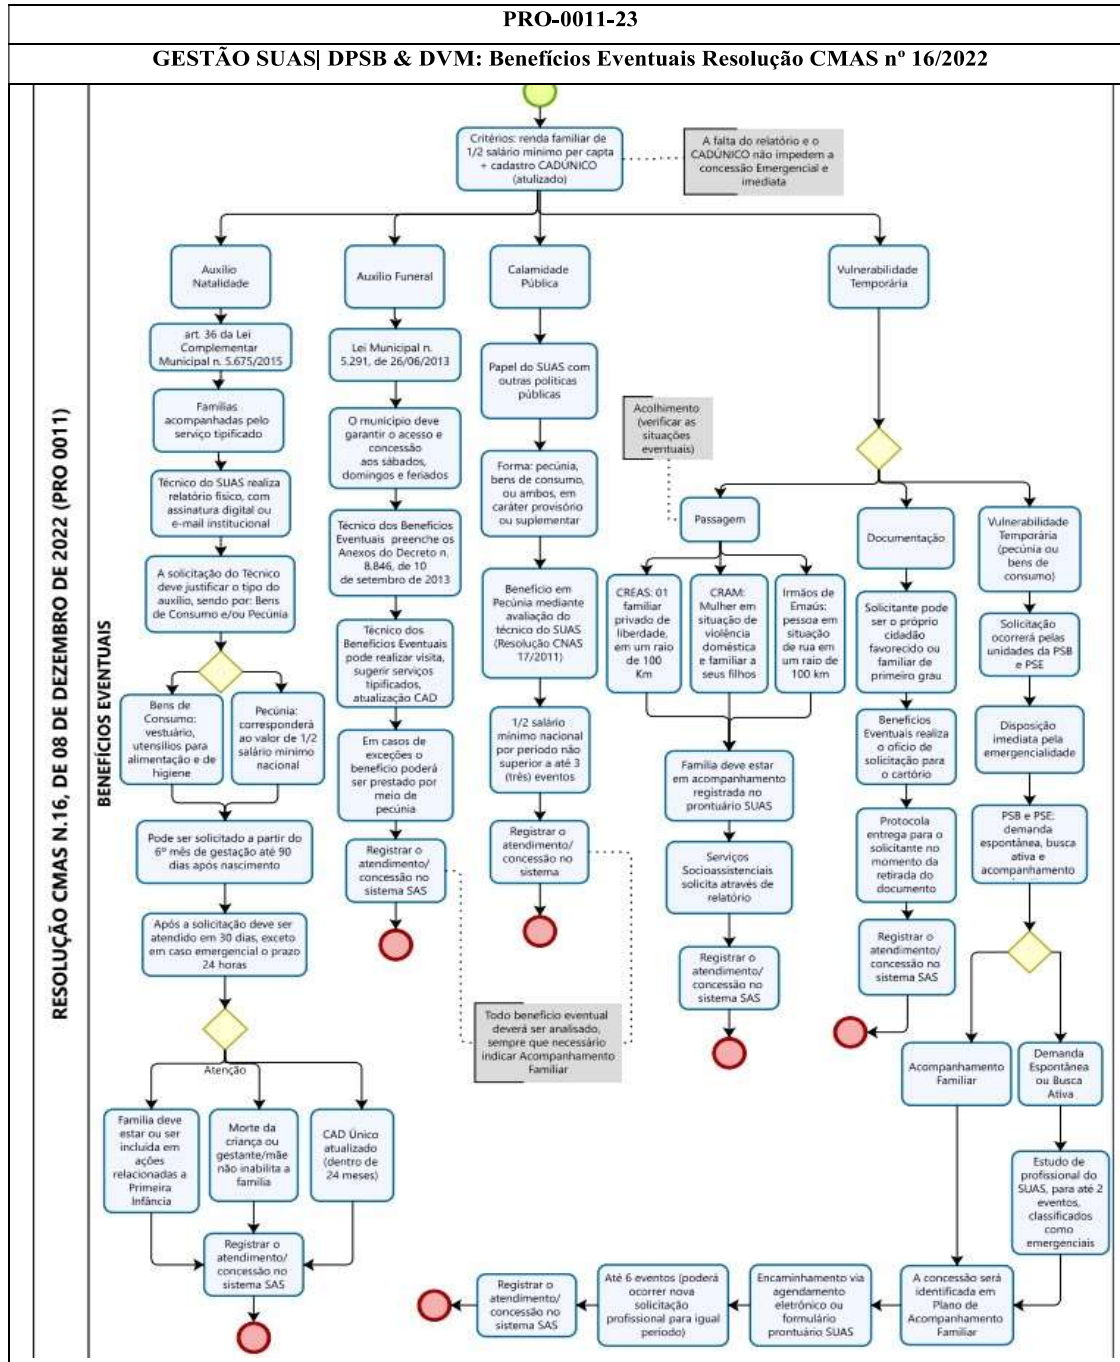 PRO-0011-23
GESTÃO SUAS| DPSB & DVM: Benefícios Eventuais Resolução CMAS nº 16/2022
RESOLUÇÃO CMAS N.16, DE 08 DE DEZEMBRO DE 2022 (PRO 0011)
BENEFÍCIOS EVENTUAIS
Critérios: renda familiar de
1/2 salário mínimo per capta
+ cadastro CADÚNICO
(atulizado)
A falta do relatório e o
CADÚNICO não impedem a
concessão Emergencial e
imediata
Auxílio
Natalidade
art. 36 da Lei
Complementar
Municipal n. 5.675/2015
Famílias
acompanhadas pelo
serviço tipificado
Técnico do SUAS realiza
relatório físico, com
assinatura digital ou
e-mail institucional
A solicitação do Técnico
deve justificar o tipo do
auxílio, sendo por: Bens
de Consumo e/ou Pecúnia
Bens de
Consumo:
vestuário,
utensílios para
alimentação e de
higiene
Pecúnia:
corresponderá
ao valor de 1/2
salário mínimo
nacional
Pode ser solicitado a partir do
6º mês de gestação até 90
dias após nascimento
Após a solicitação deve ser
atendido em 30 dias, exceto
em caso emergencial o prazo
24 horas
Atenção
Família deve
estar ou ser
incluída em
ações
relacionadas a
Primeira
Infância
Morte da
criança ou
gestante/mãe
não inabilita a
família
CAD Único
atualizado
(dentro de
24 meses)
Registrar o
atendimento/
concessão no
sistema SAS
Auxílio Funeral
Lei Municipal n.
5.291, de 26/06/2013
O município deve
garantir o acesso e
concessão
aos sábados,
domingos e feriados
Técnico dos Benefícios
Eventuais preenche os
Anexos do Decreto n.
8.846, de 10
de setembro de 2013
Técnico dos
Benefícios Eventuais
pode realizar visita,
sugerir serviços
tipificados,
atualização CAD
Em casos de
exceções o
benefício poderá
ser prestado por
meio de
pecúnia
Registrar o
atendimento/
concessão no
sistema SAS
Calamidade
Pública
Papel do SUAS com
outras políticas
públicas
Forma: pecúnia,
bens de consumo,
ou ambos, em
caráter provisório
ou suplementar
Benefício em
Pecúnia mediante
avaliação do
técnico do SUAS
(Resolução CNAS
17/2011)
1/2 salário
mínimo nacional
por período não
superior a até 3
(três) eventos
Registrar o
atendimento/
concessão no
sistema
Todo benefício eventual
deverá ser analisado,
sempre que necessário
indicar Acompanhamento
Familiar
Vulnerabilidade
Temporária
Acolhimento
(verificar as
situações
eventuais)
Passagem
CREAS: 01
familiar
privado de
liberdade,
em um raio
de 100
Km
CRAM:
Mulher em
situação de
violência
doméstica
e familiar a
seus filhos
Irmãos de
Emaús:
pessoa em
situação
de rua em
um raio de
100 km
Família deve estar
em acompanhamento
registrada no
prontuário SUAS
Serviços
Socioassistenciais
solicita através de
relatório
Registrar o
atendimento/
concessão no
sistema SAS
Documentação
Solicitante pode
ser o próprio
cidadão
favorecido ou
familiar de
primeiro grau
Benefícios
Eventuais realiza
o ofício de
solicitação para
o cartório
Protocola
entrega para o
solicitante no
momento da
retirada do
documento
Registrar o
atendimento/
concessão no
sistema SAS
Vulnerabilidade
Temporária
(pecúnia ou
bens de
consumo)
Solicitação
ocorrerá pelas
unidades da PSB
e PSE
Disposição
imediata pela
emergencialidade
PSB e PSE:
demanda
espontânea, busca
ativa e
acompanhamento
Acompanhamento
Familiar
Demanda
Espontânea
ou Busca
Ativa
Estudo de
profissional do
SUAS, para até 2
eventos,
classificados
como
emergenciais
A concessão será
identificada em
Plano de
Acompanhamento
Familiar
Encaminhamento via
agendamento
eletrônico ou
formulário
prontuário SUAS
Até 6 eventos (poderá
ocorrer nova
solicitação
profissional para igual
período)
Registrar o
atendimento/
concessão no
sistema SAS